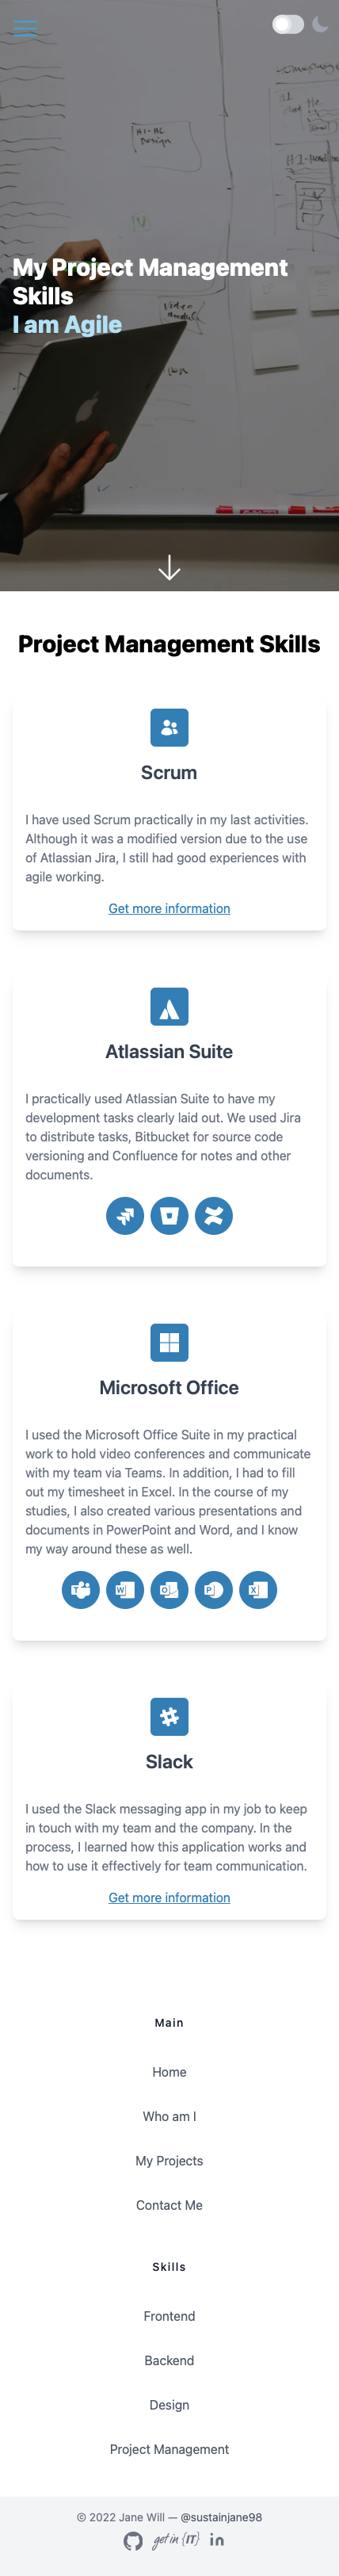 HI-HC
Design
Video
Module
My Project Management
Skills
I am Agile
Project Management Skills
Scrum
I have used Scrum practically in my last activities.
Although it was a modified version due to the use
of Atlassian Jira, I still had good experiences with
agile working.
Get more information
Atlassian Suite
I practically used Atlassian Suite to have my
development tasks clearly laid out. We used Jira
to distribute tasks, Bitbucket for source code
versioning and Confluence for notes and other
documents.
Microsoft Office
I used the Microsoft Office Suite in my practical
work to hold video conferences and communicate
with my team via Teams. In addition, I had to fill
out my timesheet in Excel. In the course of my
studies, I also created various presentations and
documents in PowerPoint and Word, and I know
my way around these as well.
T W O P X
Slack
I used the Slack messaging app in my job to keep
in touch with my team and the company. In the
process, I learned how this application works and
how to use it effectively for team communication.
Get more information
Main
Home
Who am I
My Projects
Contact Me
Skills
Frontend
Backend
Design
Project Management
© 2022 Jane Will — @sustainjane98
get in {IT} in